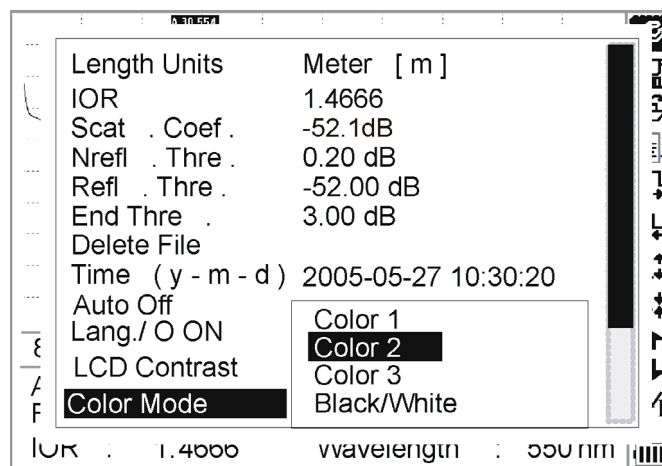 A 30.554
Length Units Meter [ m ]
IOR 1.4666
Scat . Coef . -52.1dB
Nrefl . Thre . 0.20 dB
Refl . Thre . -52.00 dB
End Thre . 3.00 dB
Delete File
Time ( y - m - d ) 2005-05-27 10:30:20
Auto Off
Lang./ O ON
LCD Contrast
Color Mode
Color 1
Color 2
Color 3
Black/White
IOR : 1.4666 Wavelength : 550 nm